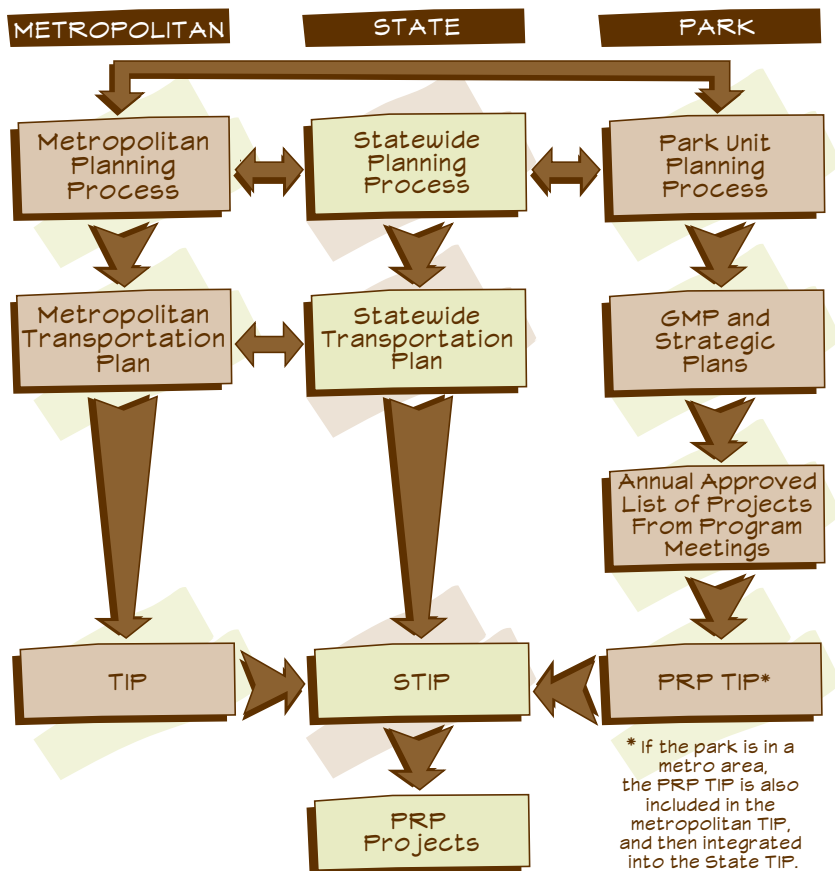 METROPOLITAN
STATE
PARK
Metropolitan
Planning
Process
Statewide
Planning
Process
Park Unit
Planning
Process
Metropolitan
Transportation
Plan
Statewide
Transportation
Plan
GMP and
Strategic
Plans
Annual Approved
List of Projects
From Program
Meetings
TIP
STIP
PRP TIP*
PRP
Projects
* If the park is in a
metro area,
the PRP TIP is also
included in the
metropolitan TIP,
and then integrated
into the State TIP.